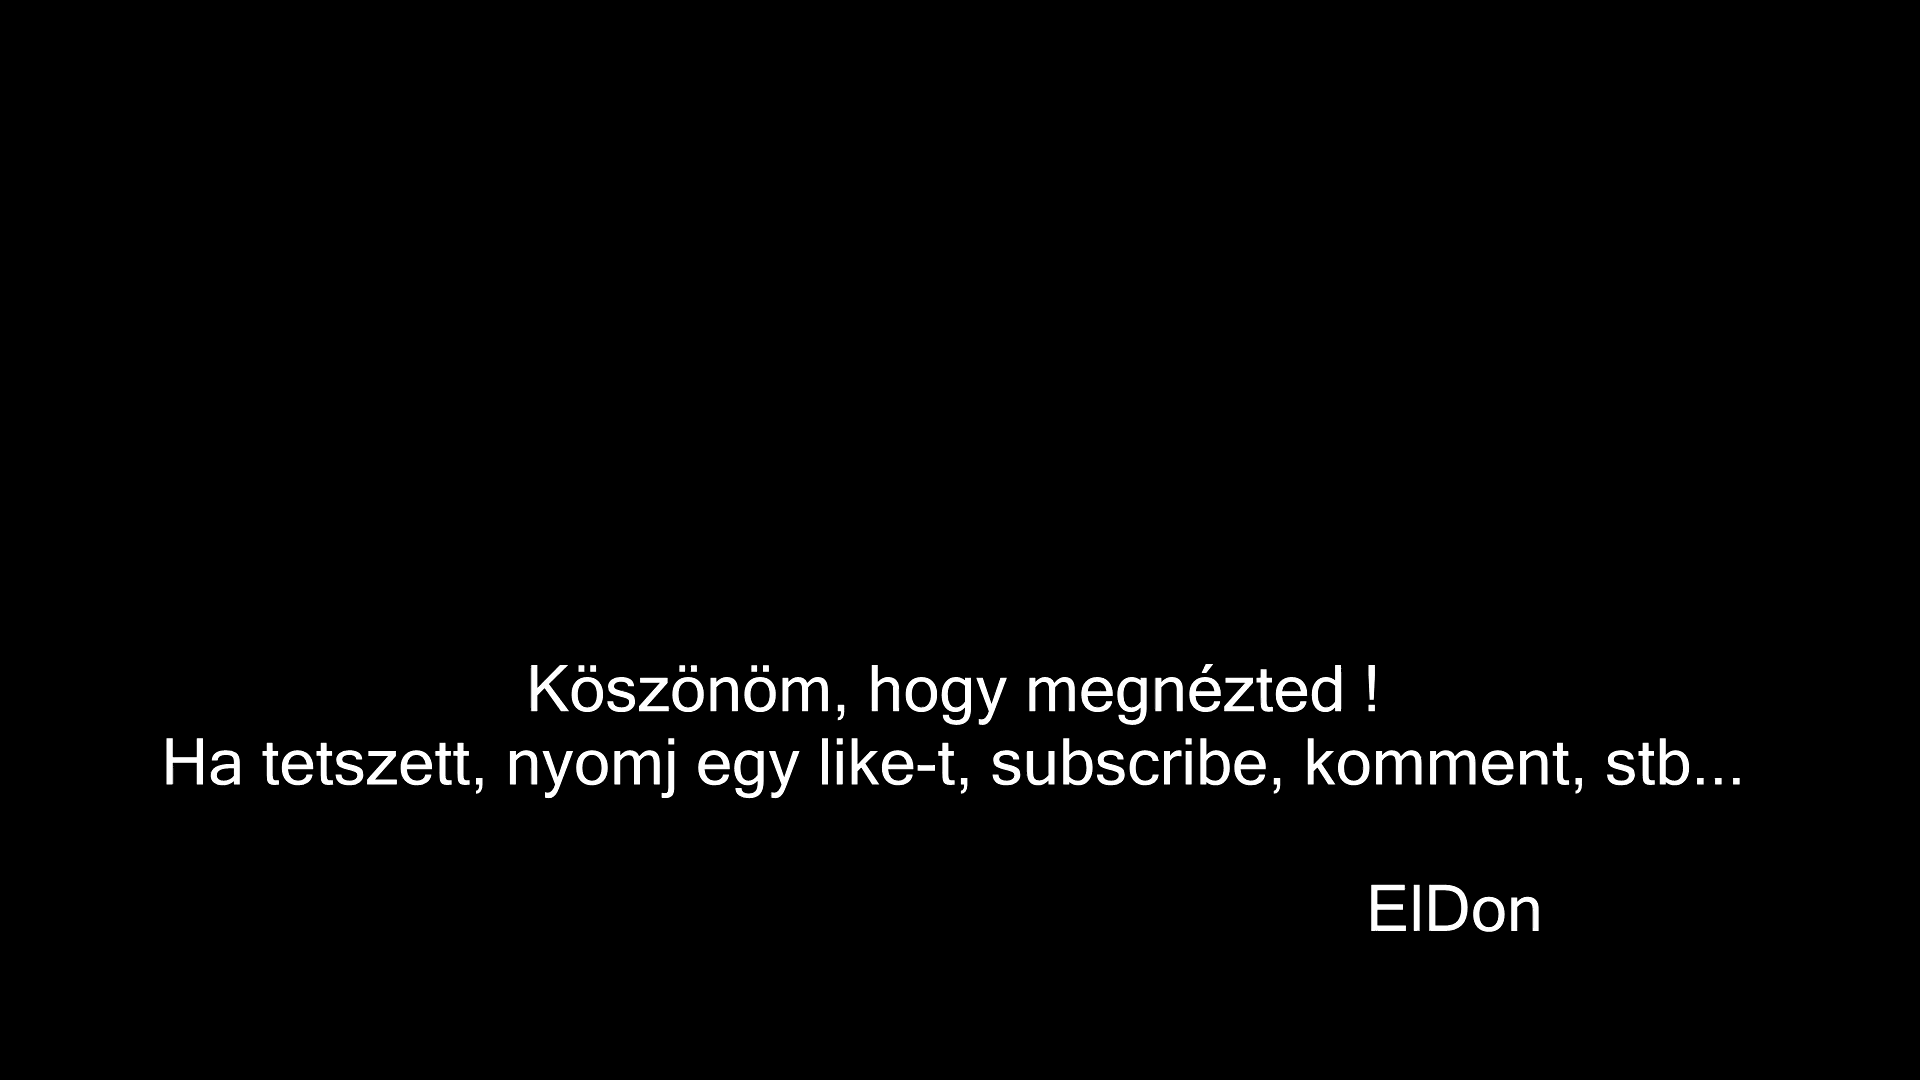 Köszönöm, hogy megnézted !
Ha tetszett, nyomj egy like-t, subscribe, komment, stb...
ElDon